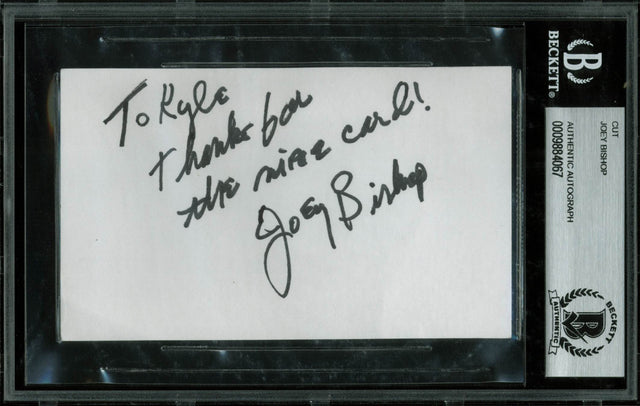 To Kyle
Thanks for
the nice card!
Joey Bishop
BECKETT®
B
CUT
JOEY BISHOP
AUTHENTIC AUTOGRAPH
0009884067
BECKETT
B
AUTHENTIC